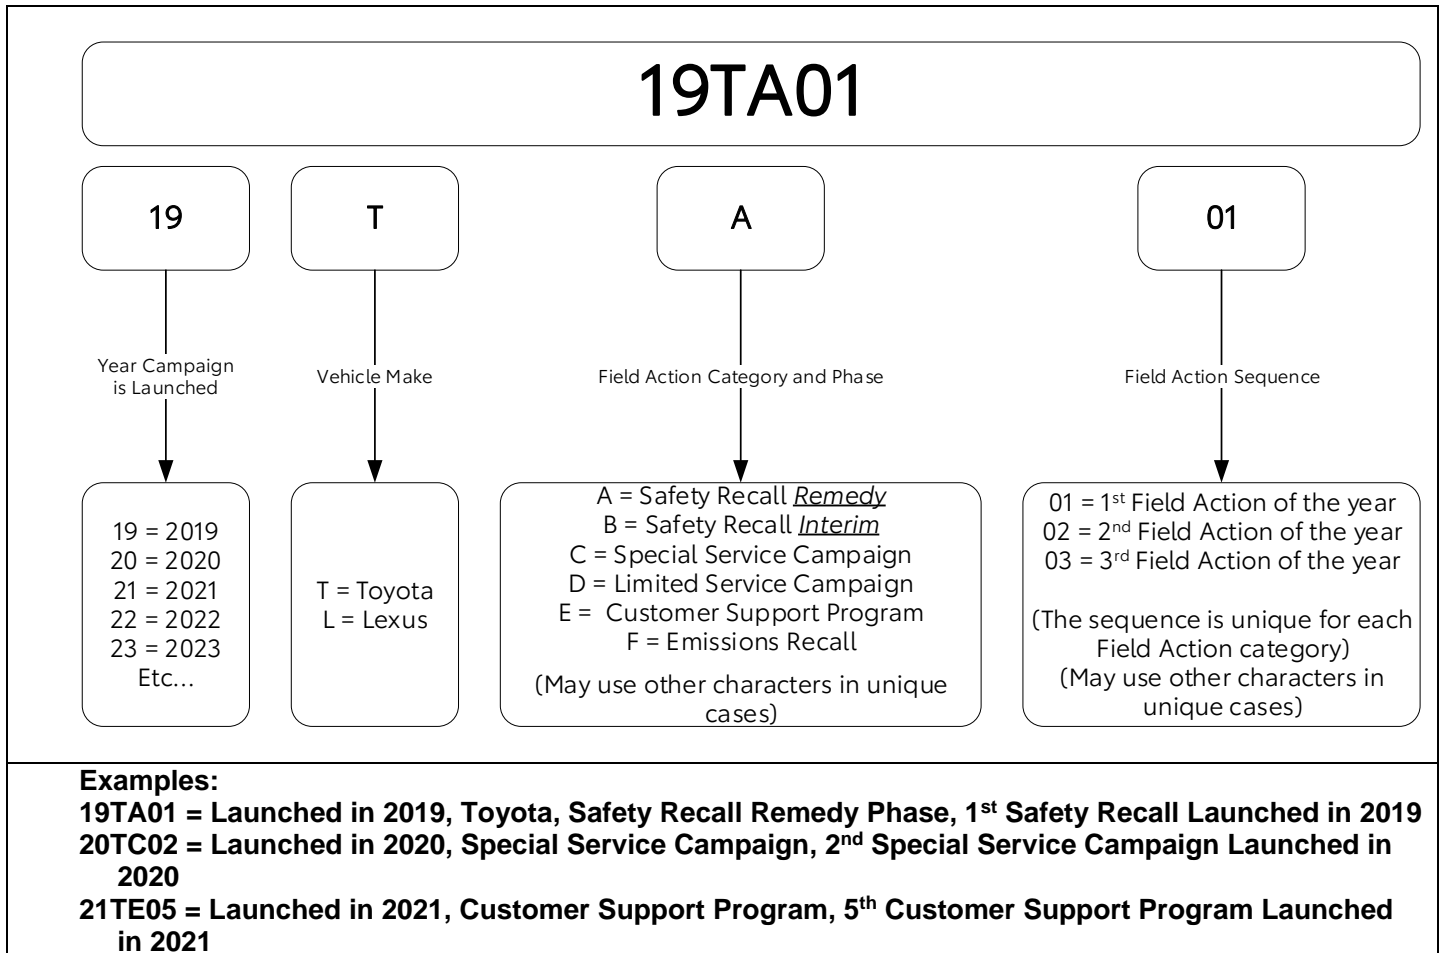 19TA01
19
T
A
01
Year Campaign
is Launched
Vehicle Make
Field Action Category and Phase
Field Action Sequence
19 = 2019
20 = 2020
21 = 2021
22 = 2022
23 = 2023
Etc...
T = Toyota
L = Lexus
A = Safety Recall Remedy
B = Safety Recall Interim
C = Special Service Campaign
D = Limited Service Campaign
E =  Customer Support Program
F = Emissions Recall
(May use other characters in unique
cases)
01 = 1st Field Action of the year
02 = 2nd Field Action of the year
03 = 3rd Field Action of the year
(The sequence is unique for each
Field Action category)
(May use other characters in
unique cases)
Examples:
19TA01 = Launched in 2019, Toyota, Safety Recall Remedy Phase, 1st Safety Recall Launched in 2019
20TC02 = Launched in 2020, Special Service Campaign, 2nd Special Service Campaign Launched in
2020
21TE05 = Launched in 2021, Customer Support Program, 5th Customer Support Program Launched
in 2021